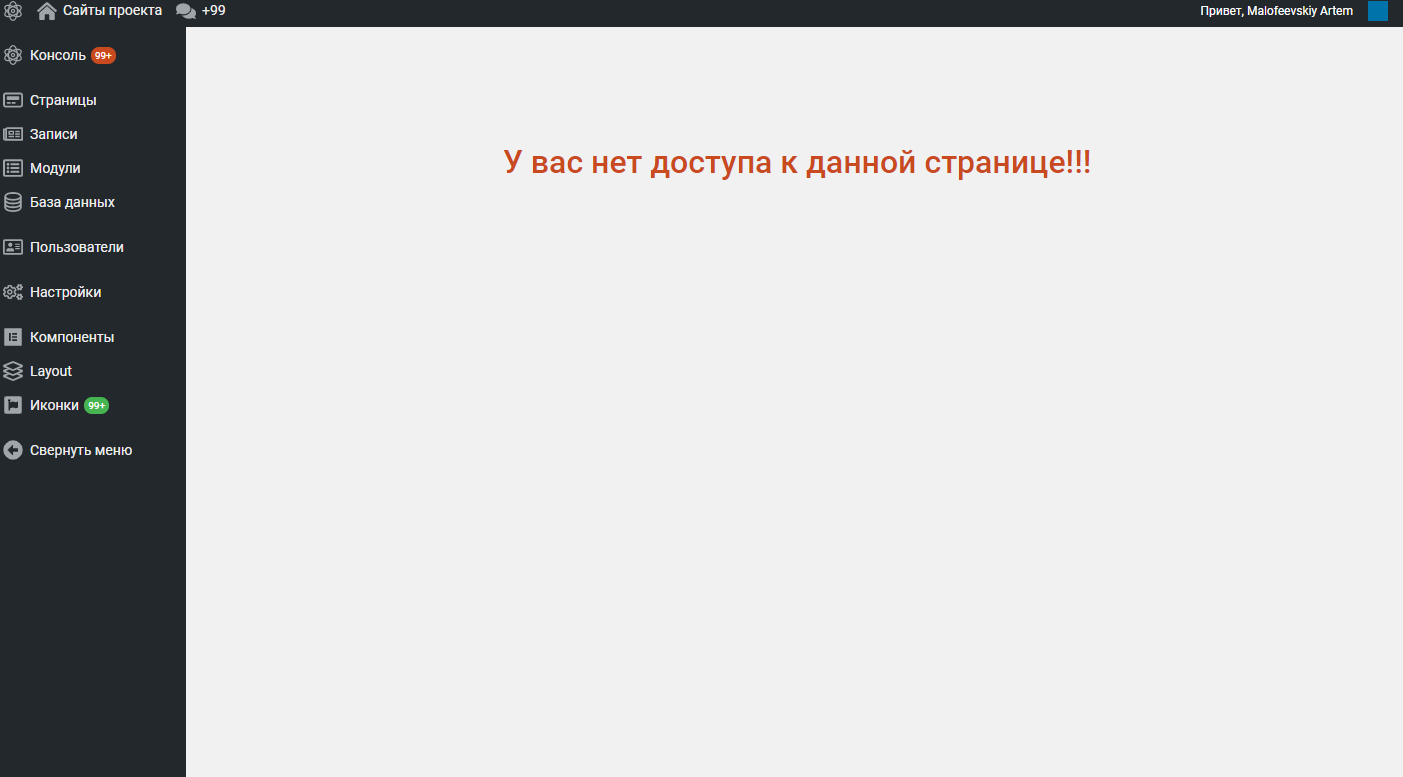 Сайты проекта +99 Привет, Malofeevskiy Artem
Консоль 99+
Страницы
Записи
Модули
База данных
Пользователи
Настройки
Компоненты
Layout
Иконки 99+
Свернуть меню
У вас нет доступа к данной странице!!!